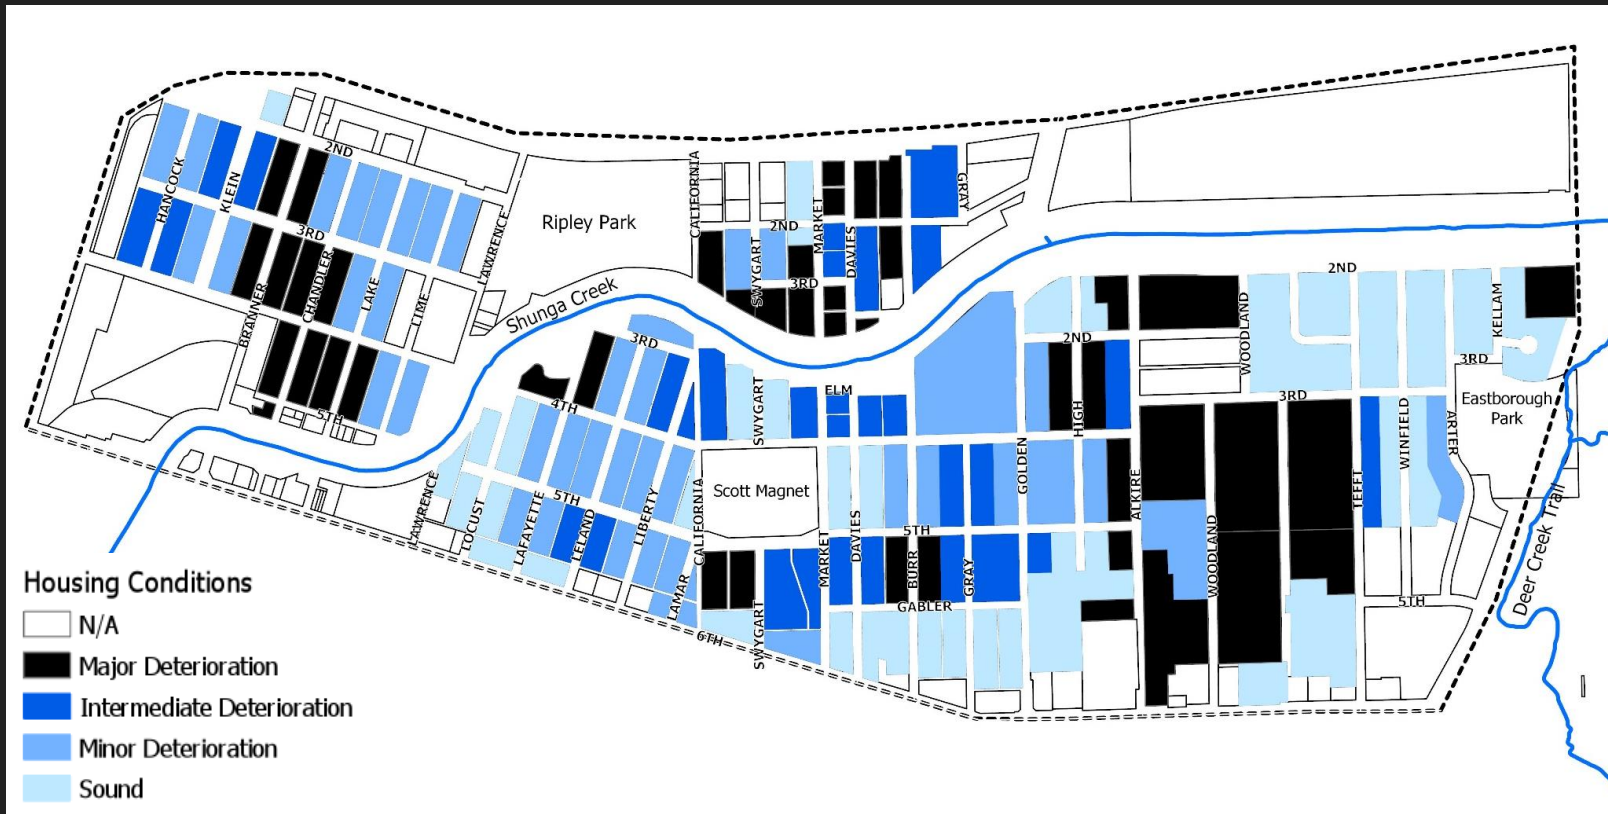 2ND
HANCOCK
KLEIN
3RD
LAWRENCE
BRANNER
CHANDLER
LAKE
LIME
5TH
Ripley Park
Shunga Creek
CALIFORNIA
2ND
SWYGART
MARKET
DAVIES
GRAY
3RD
3RD
4TH
5TH
LAWRENCE
LOCUST
LAFAYETTE
LELAND
LIBERTY
LAMAR
CALIFORNIA
6TH
SWYGART
ELM
Scott Magnet
SWYGART
MARKET
DAVIES
5TH
BURR
GRAY
GABLER
GOLDEN
2ND
HIGH
ALKIRE
WOODLAND
WOODLAND
2ND
3RD
KELLAM
3RD
Eastborough
Park
TEFFT
WINFIELD
ARTER
5TH
Deer Creek Trail
Housing Conditions
N/A
Major Deterioration
Intermediate Deterioration
Minor Deterioration
Sound